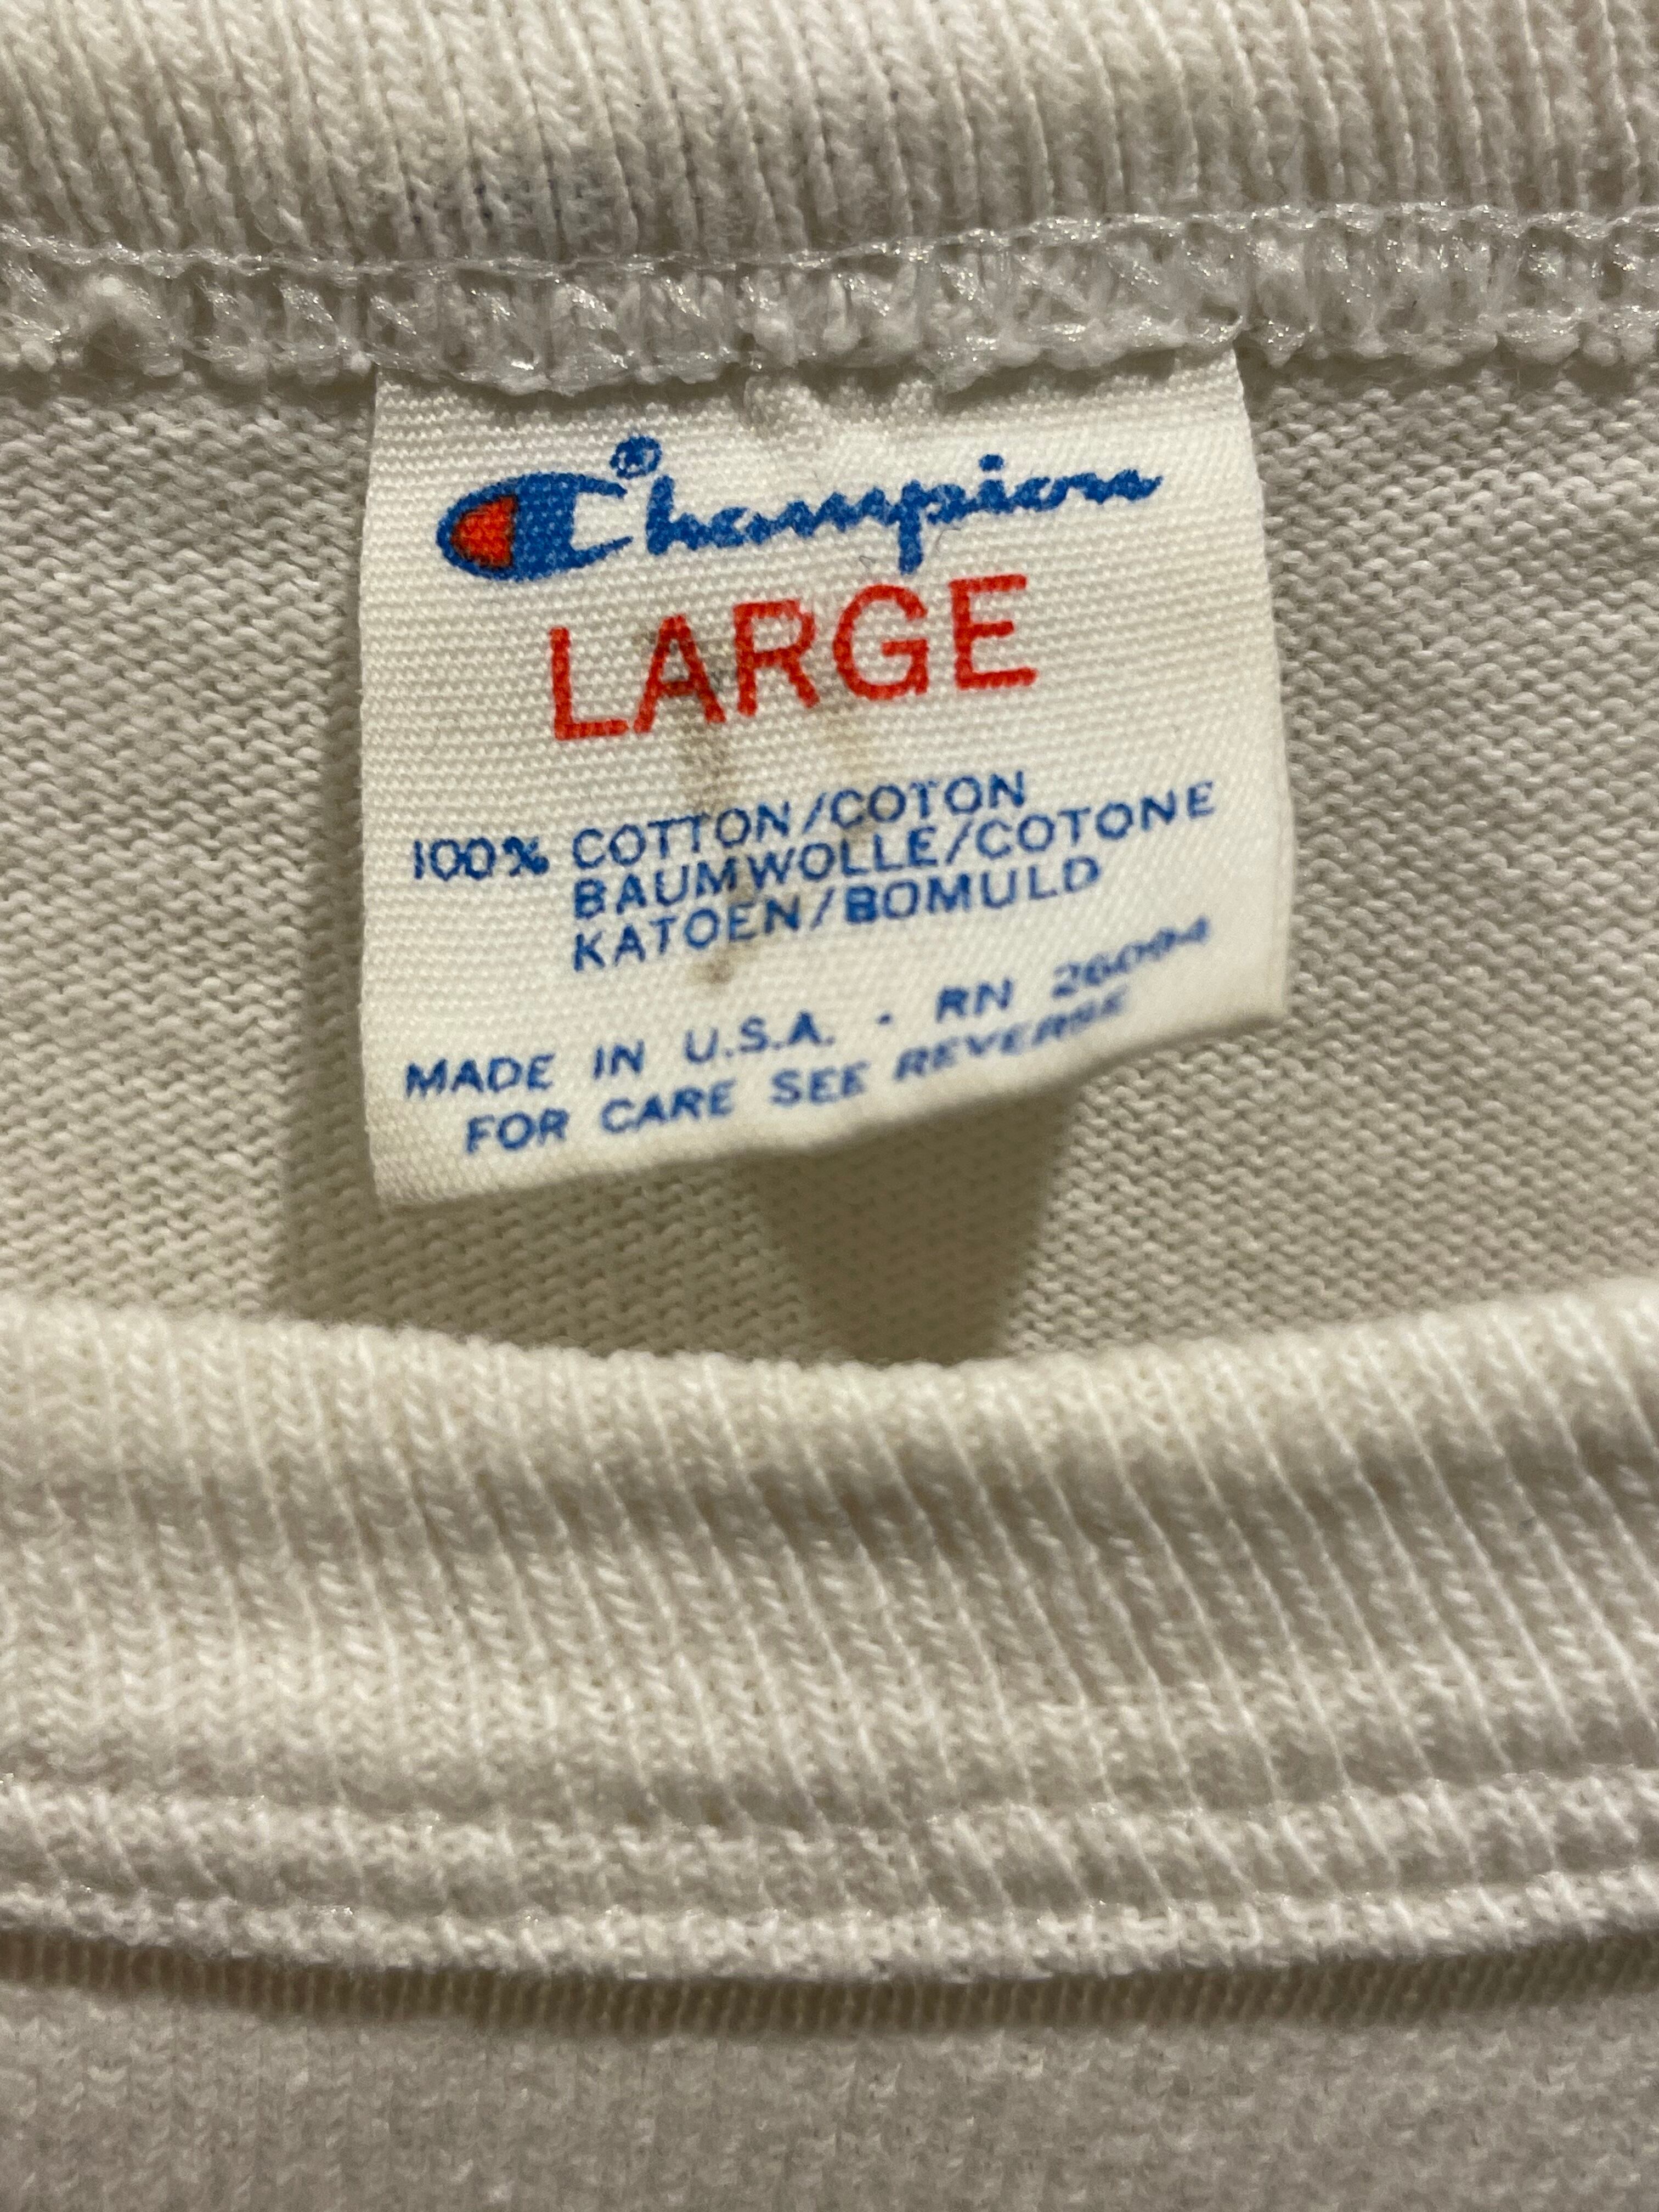 Champion®
LARGE
100% COTTON/COTON
BAUMWOLLE/COTONE
KATOEN/BOMULD
MADE IN U.S.A. · RN 26094
FOR CARE SEE REVERSE